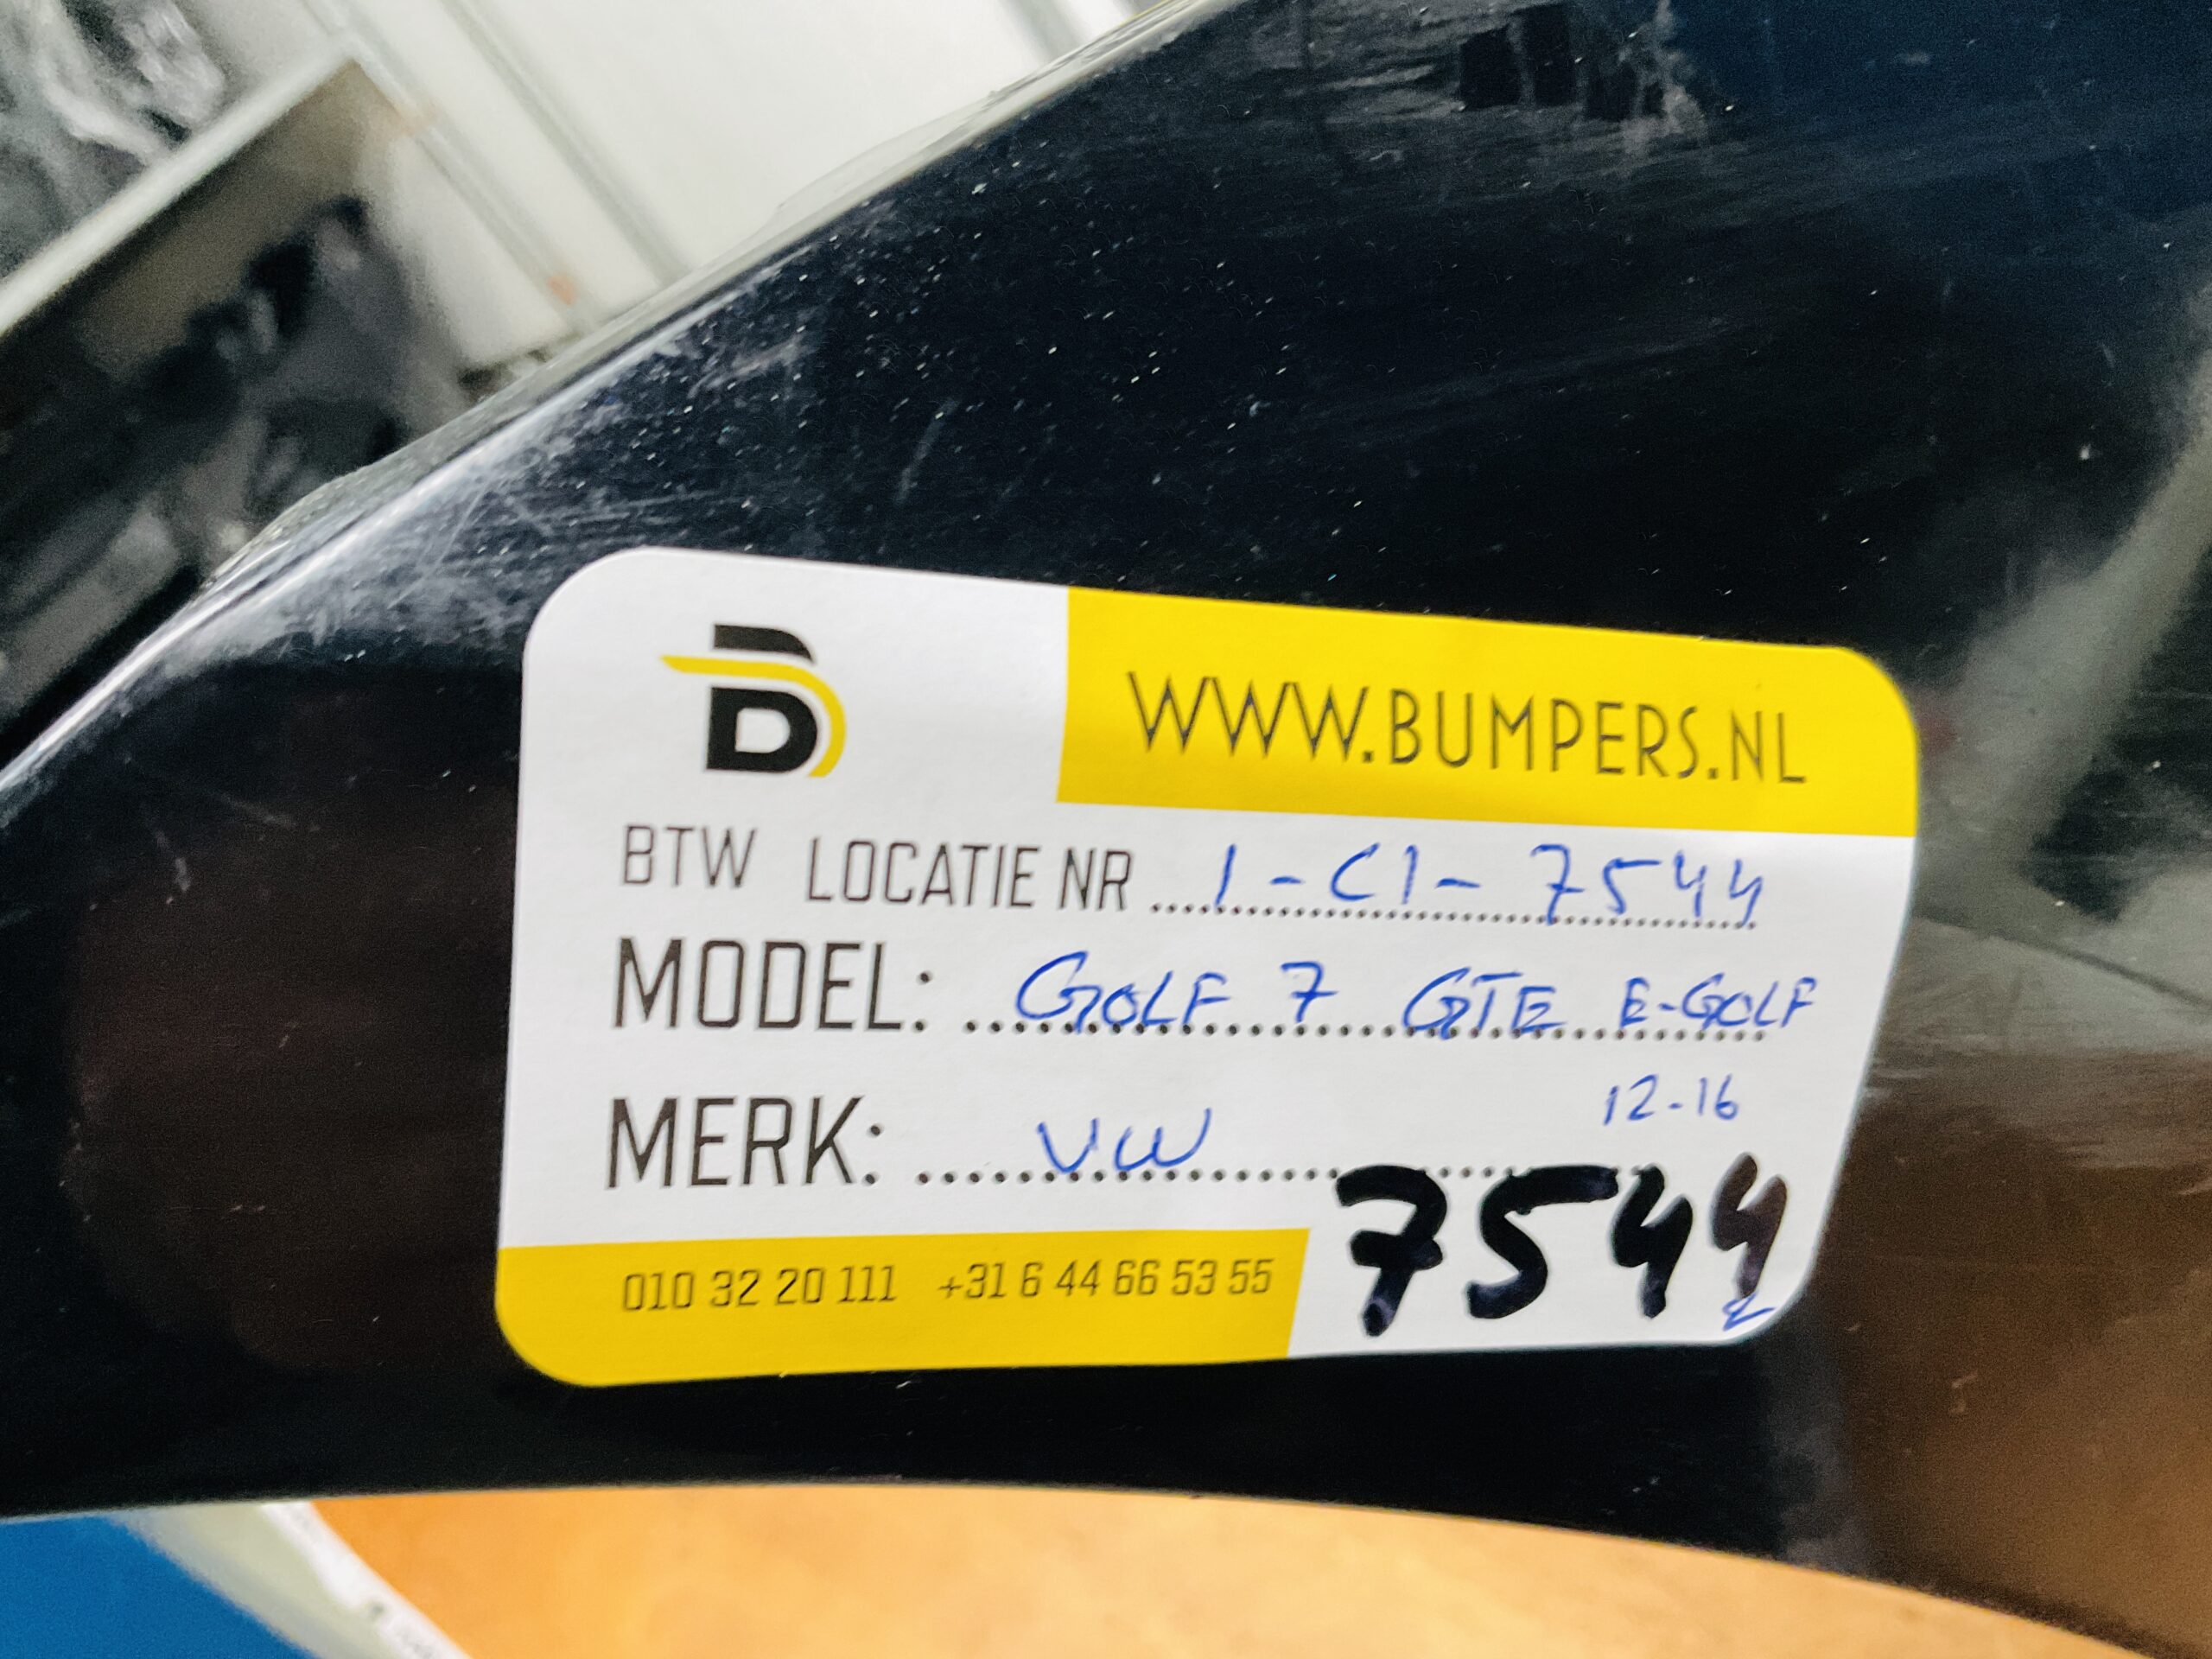 B
WWW.BUMPERS.NL
BTW LOCATIE NR ..... 1-C1-7544
MODEL: ..... GOLF 7 GTE E-GOLF
12-16
MERK: ..... VW
7544
010 32 20 111 +31 6 44 66 53 55